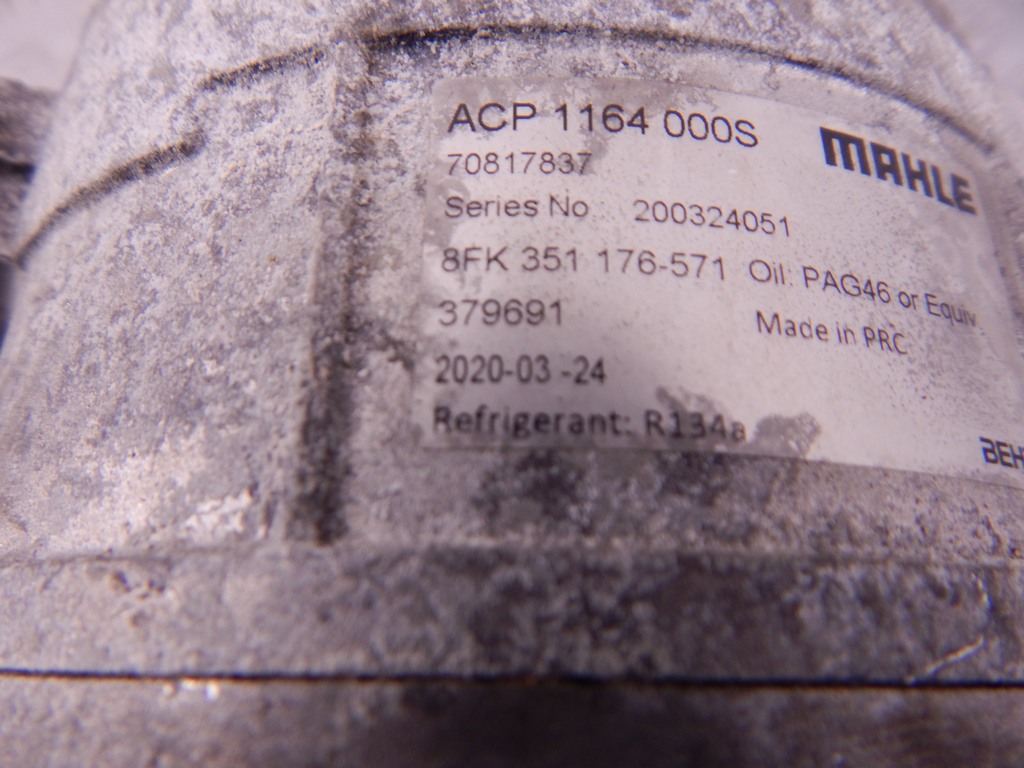 ACP 1164 000S
MAHLE
70817837
Series No 200324051
8FK 351 176-571 Oil: PAG46 or Equiv.
379691 Made in PRC
2020-03 -24
Refrigerant: R134a